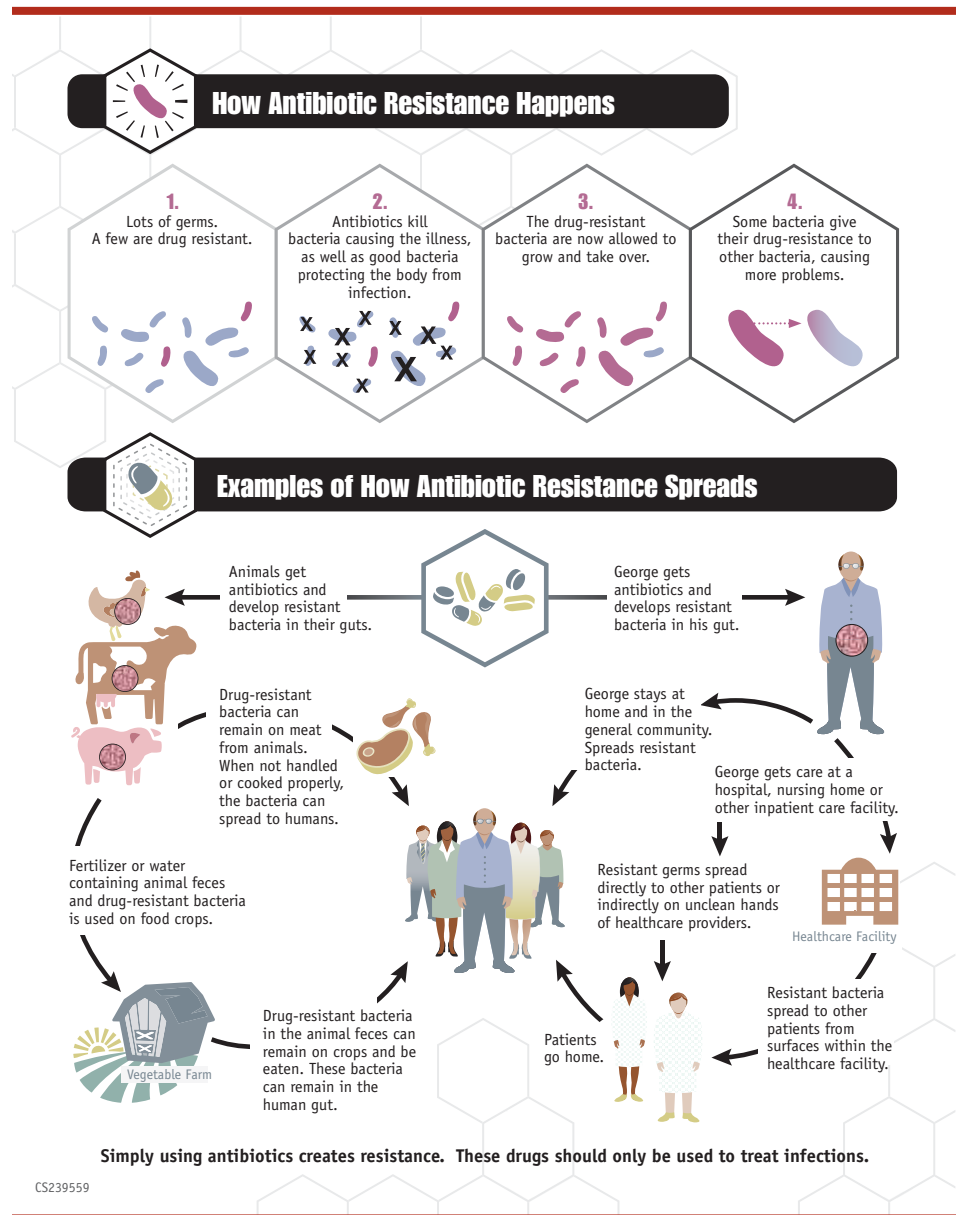 How Antibiotic Resistance Happens
1.
Lots of germs.
A few are drug resistant.
2.
Antibiotics kill
bacteria causing the illness,
as well as good bacteria
protecting the body from
infection.
3.
The drug-resistant
bacteria are now allowed to
grow and take over.
4.
Some bacteria give
their drug-resistance to
other bacteria, causing
more problems.
X
X
X
X
X
X
X
X
X
X
Examples of How Antibiotic Resistance Spreads
Animals get
antibiotics and
develop resistant
bacteria in their guts.
George gets
antibiotics and
develops resistant
bacteria in his gut.
Drug-resistant
bacteria can
remain on meat
from animals.
When not handled
or cooked properly,
the bacteria can
spread to humans.
George stays at
home and in the
general community.
Spreads resistant
bacteria.
George gets care at a
hospital, nursing home or
other inpatient care facility.
Fertilizer or water
containing animal feces
and drug-resistant bacteria
is used on food crops.
Resistant germs spread
directly to other patients or
indirectly on unclean hands
of healthcare providers.
Healthcare Facility
Vegetable Farm
Drug-resistant bacteria
in the animal feces can
remain on crops and be
eaten. These bacteria
can remain in the
human gut.
Patients
go home.
Resistant bacteria
spread to other
patients from
surfaces within the
healthcare facility.
Simply using antibiotics creates resistance. These drugs should only be used to treat infections.
CS239559